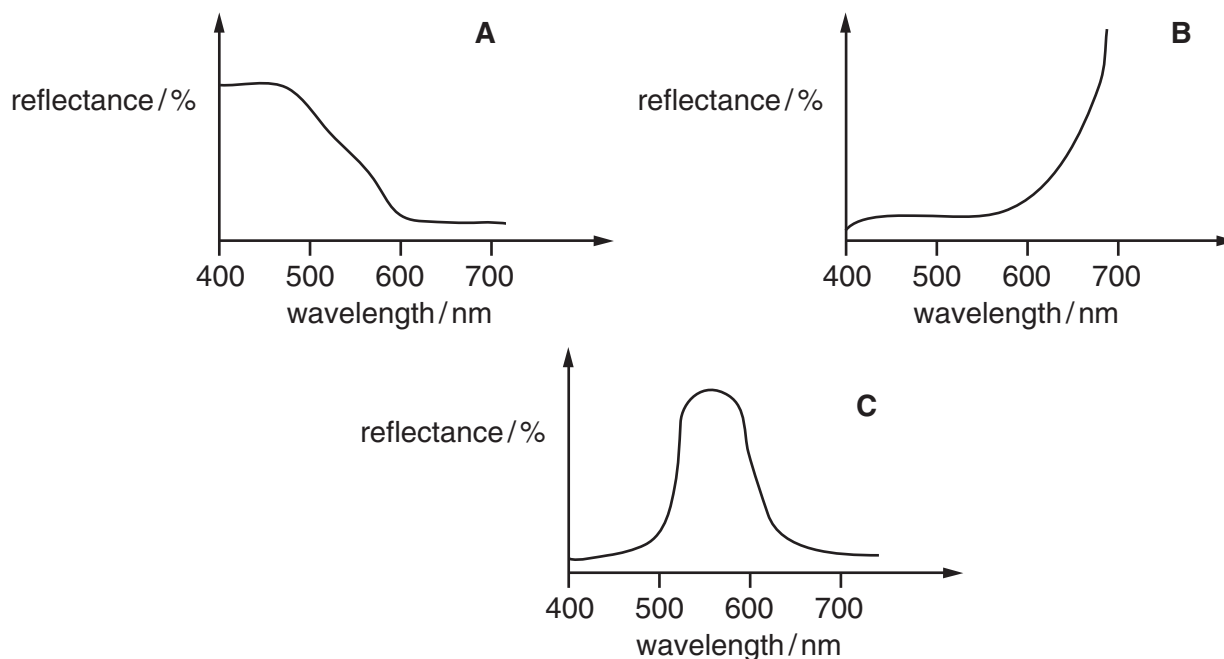 A
reflectance / %
400 500 600 700
wavelength / nm
B
reflectance / %
400 500 600 700
wavelength / nm
C
reflectance / %
400 500 600 700
wavelength / nm